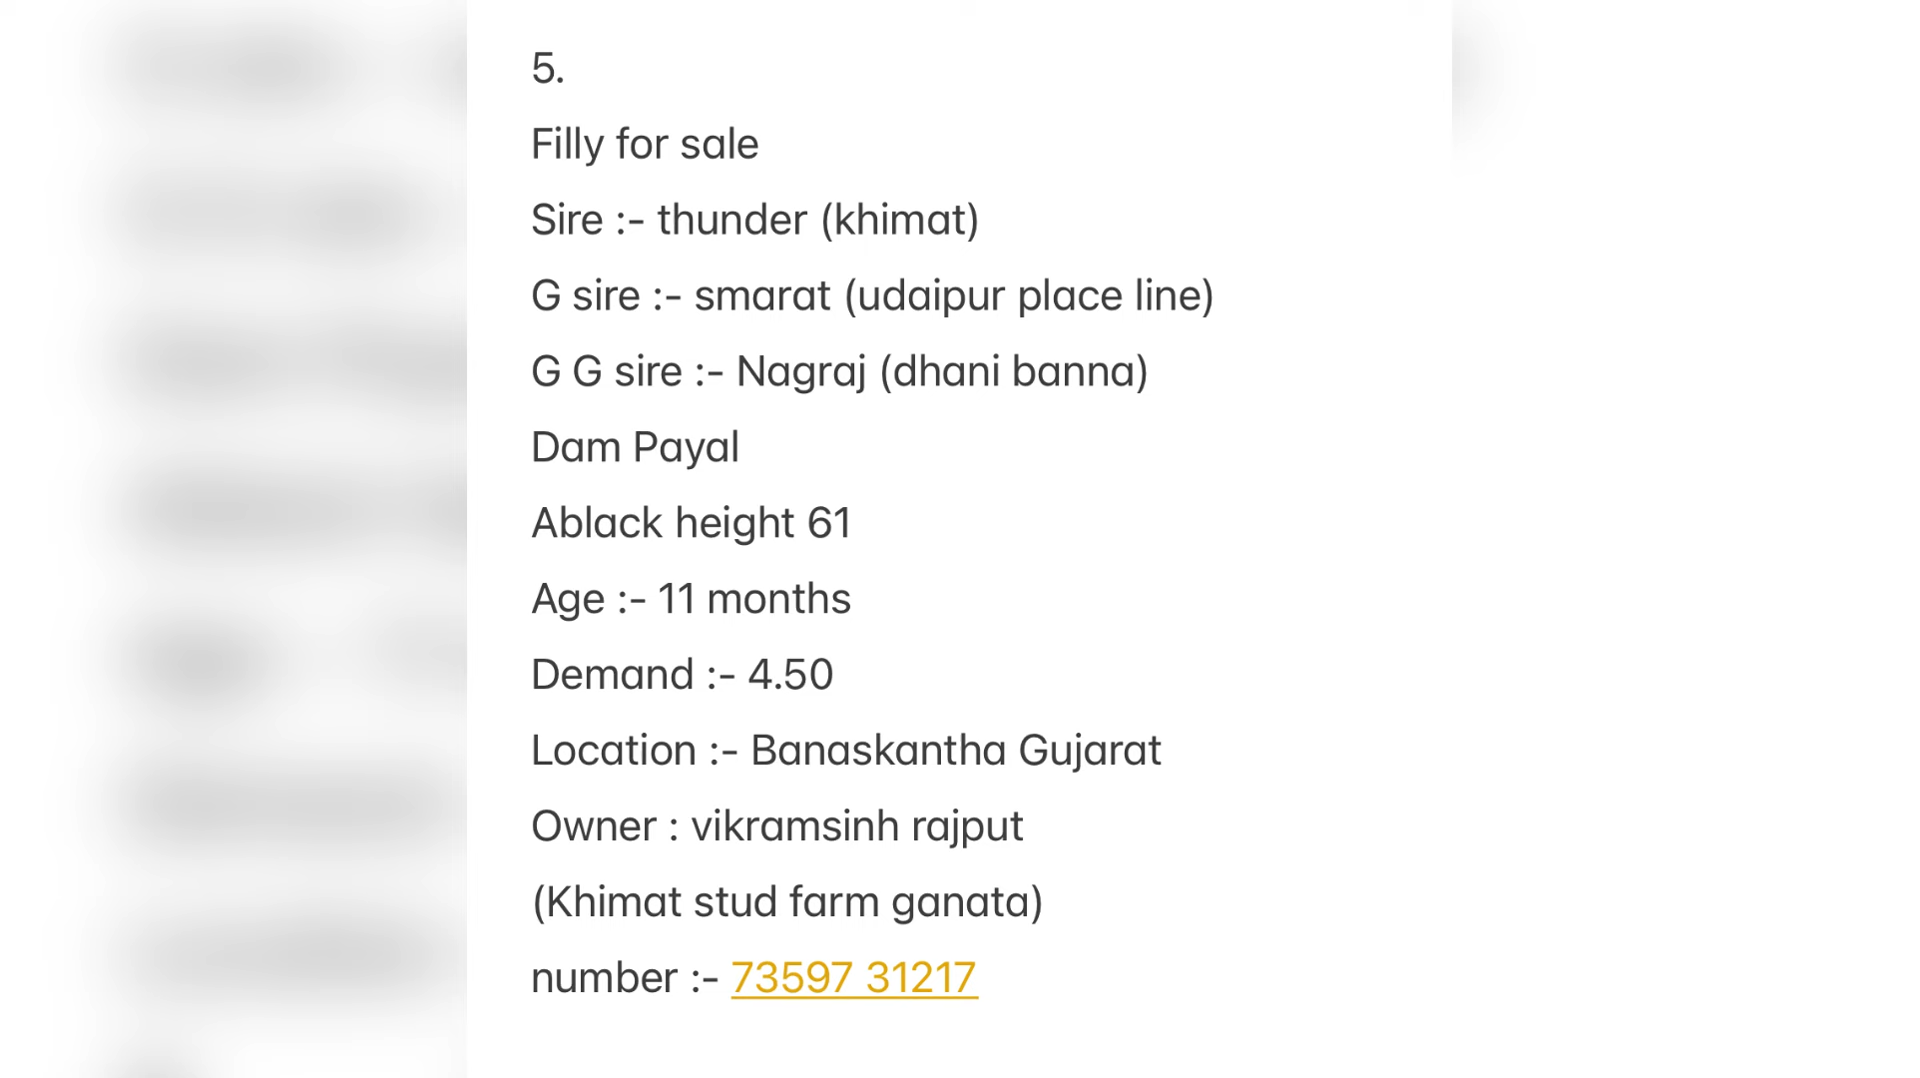 5.
Filly for sale
Sire :- thunder (khimat)
G sire :- smarat (udaipur place line)
G G sire :- Nagraj (dhani banna)
Dam Payal
Ablack height 61
Age :- 11 months
Demand :- 4.50
Location :- Banaskantha Gujarat
Owner : vikramsinh rajput
(Khimat stud farm ganata)
number :- 73597 31217